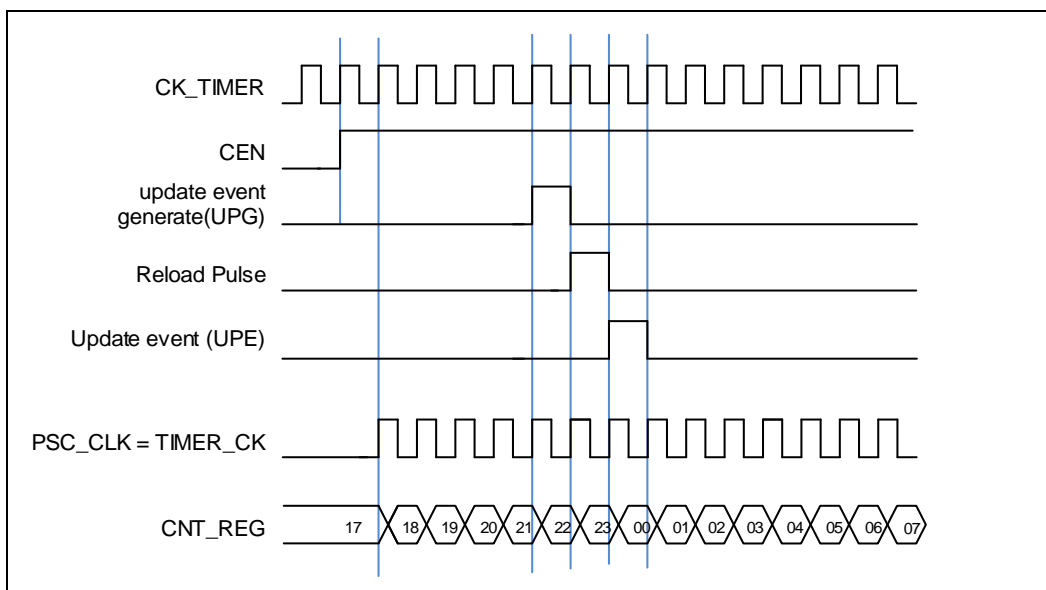 CK_TIMER
CEN
update event
generate(UPG)
Reload Pulse
Update event (UPE)
PSC_CLK = TIMER_CK
CNT_REG 17 18 19 20 21 22 23 00 01 02 03 04 05 06 07